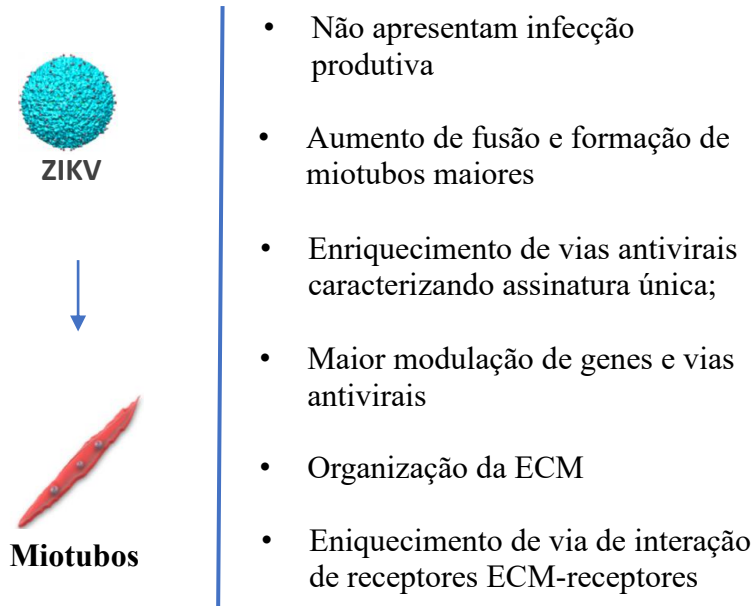 ZIKV
Miotubos
• Não apresentam infecção
produtiva
• Aumento de fusão e formação de
miotubos maiores
• Enriquecimento de vias antivirais
caracterizando assinatura única;
• Maior modulação de genes e vias
antivirais
• Organização da ECM
• Eniquecimento de via de interação
de receptores ECM-receptores